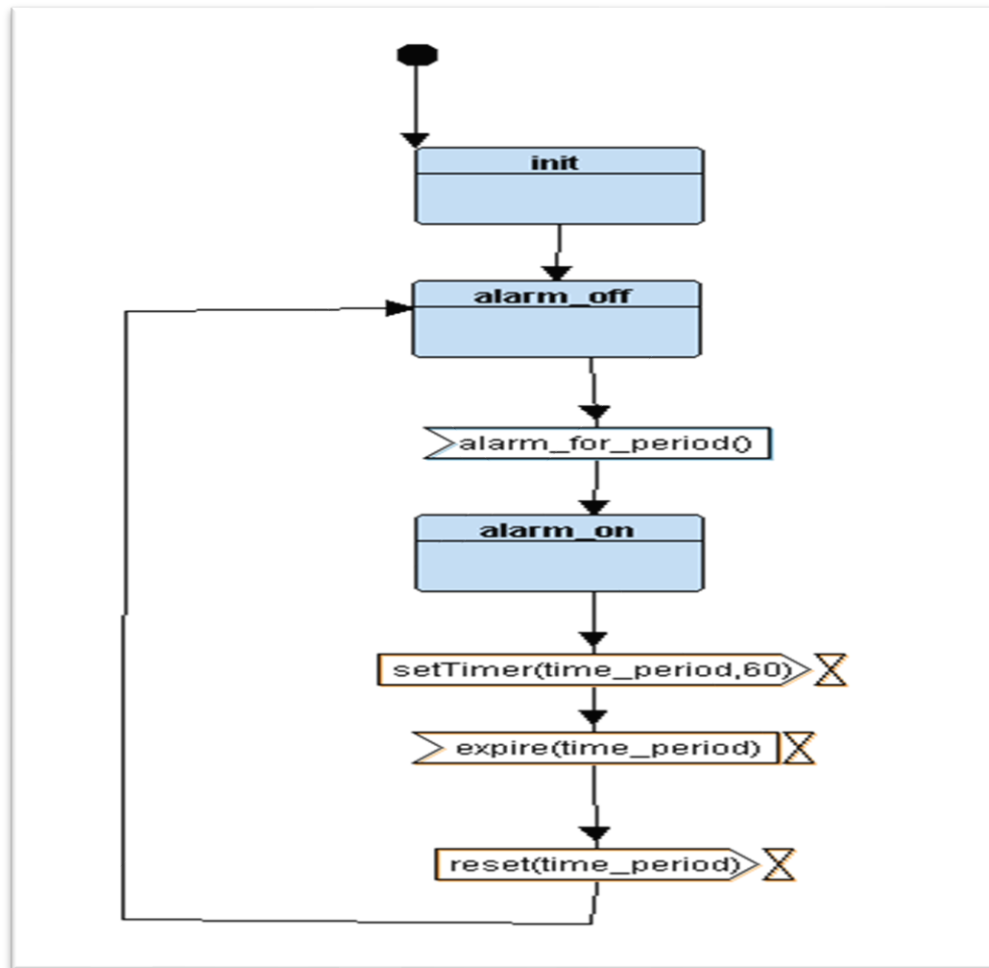 init
alarm_off
alarm_for_period()
alarm_on
setTimer(time_period,60)
expire(time_period)
reset(time_period)